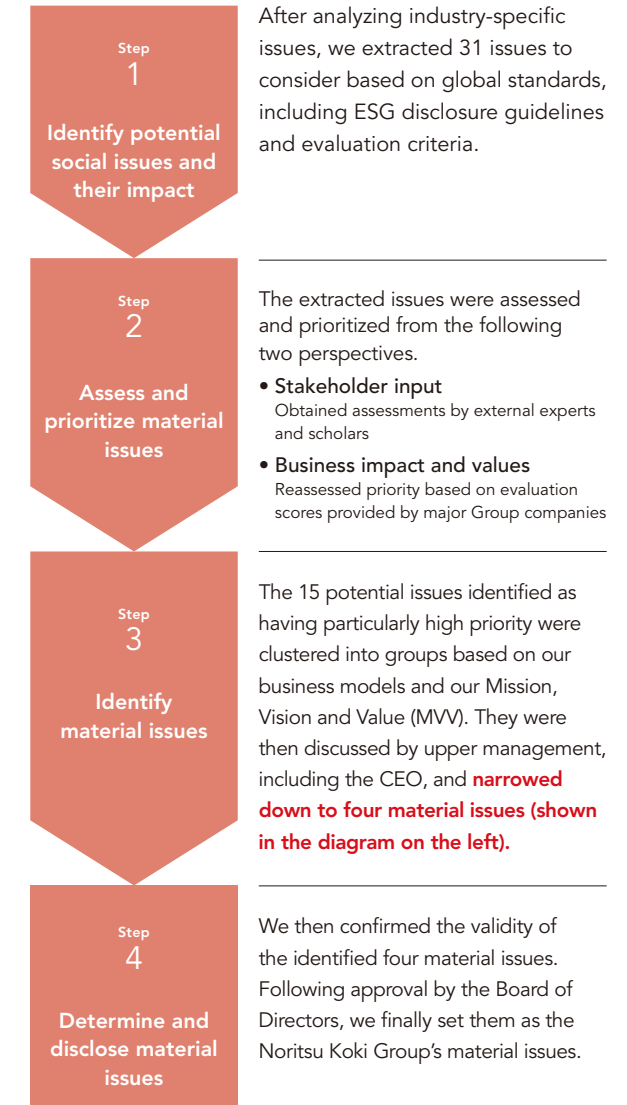 Step
1
Identify potential
social issues and
their impact
After analyzing industry-specific
issues, we extracted 31 issues to
consider based on global standards,
including ESG disclosure guidelines
and evaluation criteria.
Step
2
Assess and
prioritize material
issues
The extracted issues were assessed
and prioritized from the following
two perspectives.
• Stakeholder input
Obtained assessments by external experts
and scholars
• Business impact and values
Reassessed priority based on evaluation
scores provided by major Group companies
Step
3
Identify
material issues
The 15 potential issues identified as
having particularly high priority were
clustered into groups based on our
business models and our Mission,
Vision and Value (MVV). They were
then discussed by upper management,
including the CEO, and narrowed
down to four material issues (shown
in the diagram on the left).
Step
4
Determine and
disclose material
issues
We then confirmed the validity of
the identified four material issues.
Following approval by the Board of
Directors, we finally set them as the
Noritsu Koki Group's material issues.